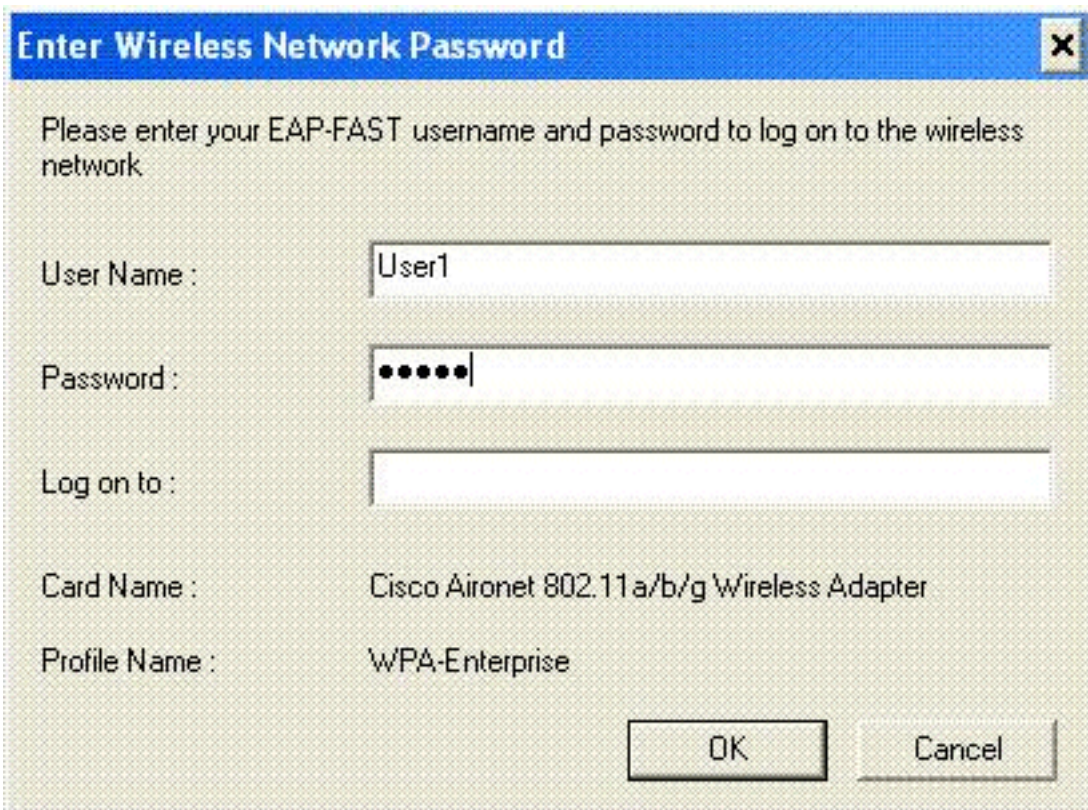 Enter Wireless Network Password
Please enter your EAP-FAST username and password to log on to the wireless
network
User Name : User1
Password : •••••
Log on to :
Card Name : Cisco Aironet 802.11a/b/g Wireless Adapter
Profile Name : WPA-Enterprise
OK Cancel